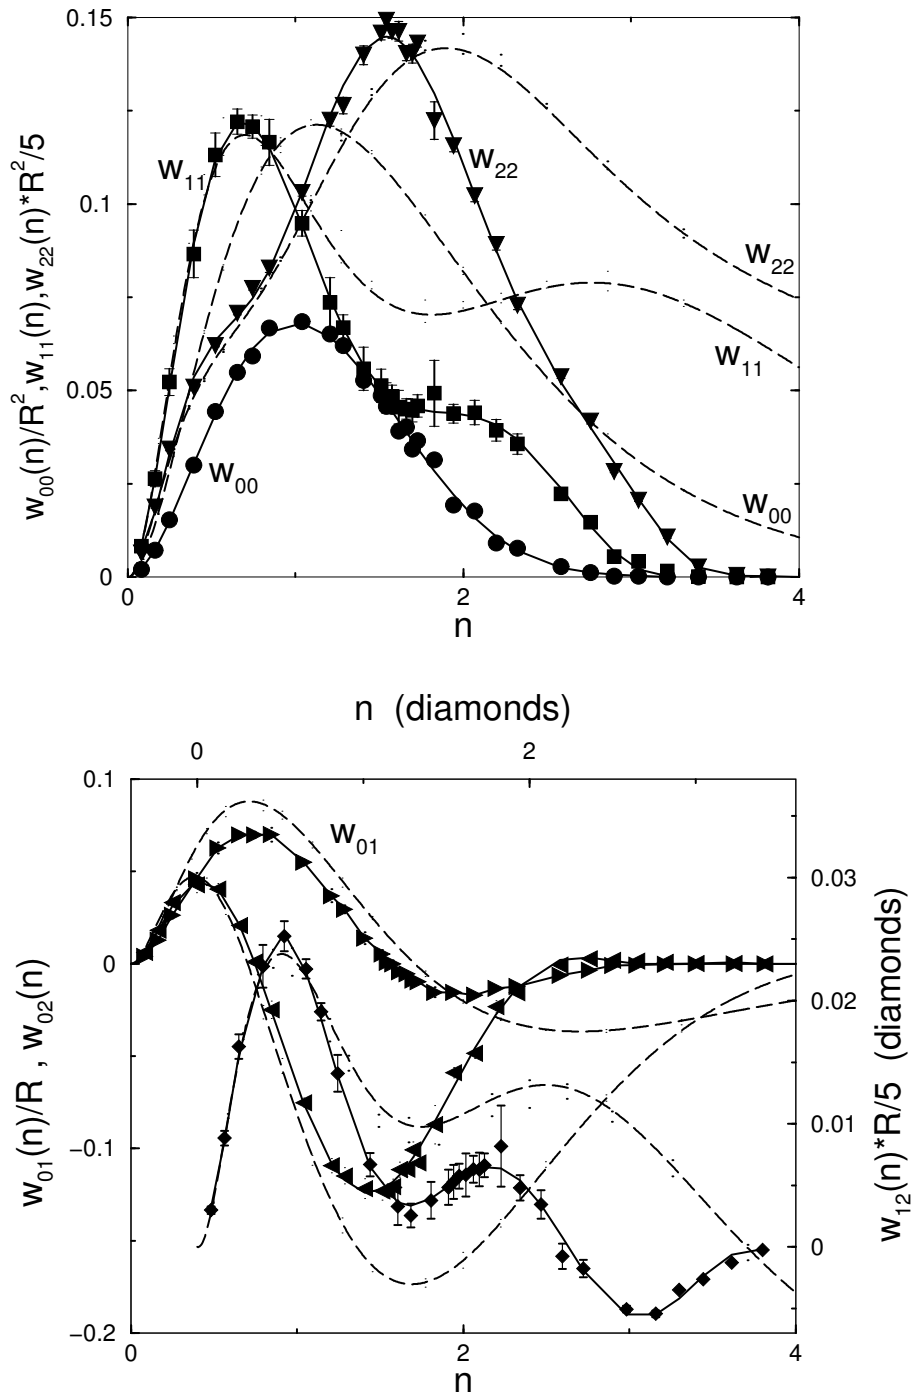 0.15
0.1
0.05
0
w₀₀(n)/R²,w₁₁(n),w₂₂(n)*R²/5
w₁₁
w₂₂
w₂₂
w₁₁
w₀₀
w₀₀
0
2
4
n
n (diamonds)
0
2
0.1
0
−0.1
−0.2
w₀₁(n)/R , w₀₂(n)
w₀₁
0.03
0.02
0.01
0
w₁₂(n)*R/5 (diamonds)
0
2
4
n